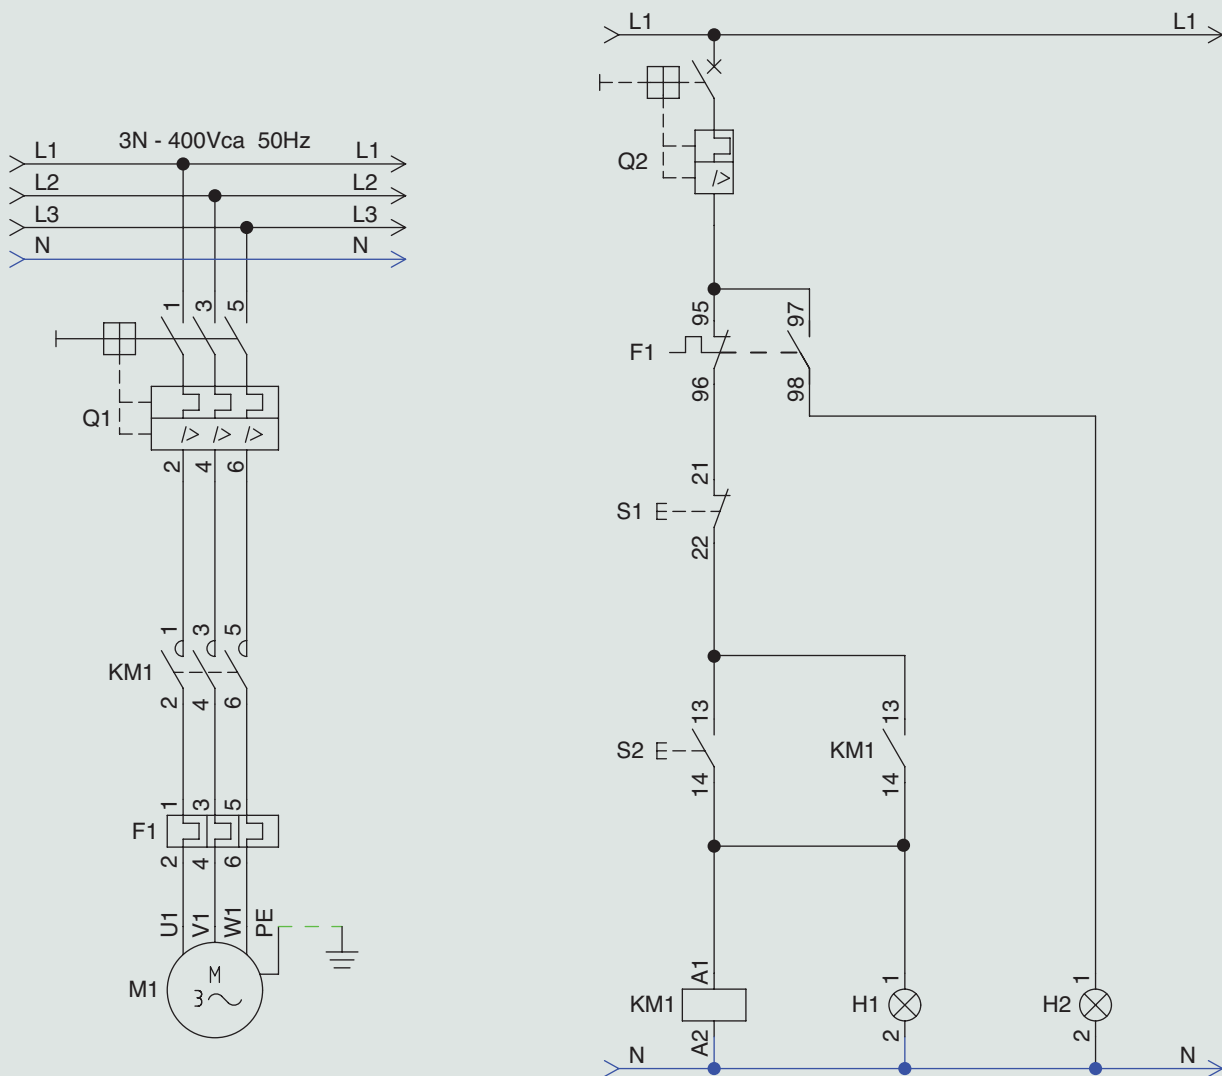 3N - 400Vca 50Hz
L1 L1
L2 L2
L3 L3
N N
1 3 5
Q1
2 4 6
1 3 5
KM1
2 4 6
1 3 5
F1
2 4 6
U1 V1 W1 PE
M1
M
3
L1 L1
Q2
95 97
F1
96 98
21
S1
22
13 13
S2 KM1
14 14
A1 1 1
KM1 H1 H2
A2 2 2
N N